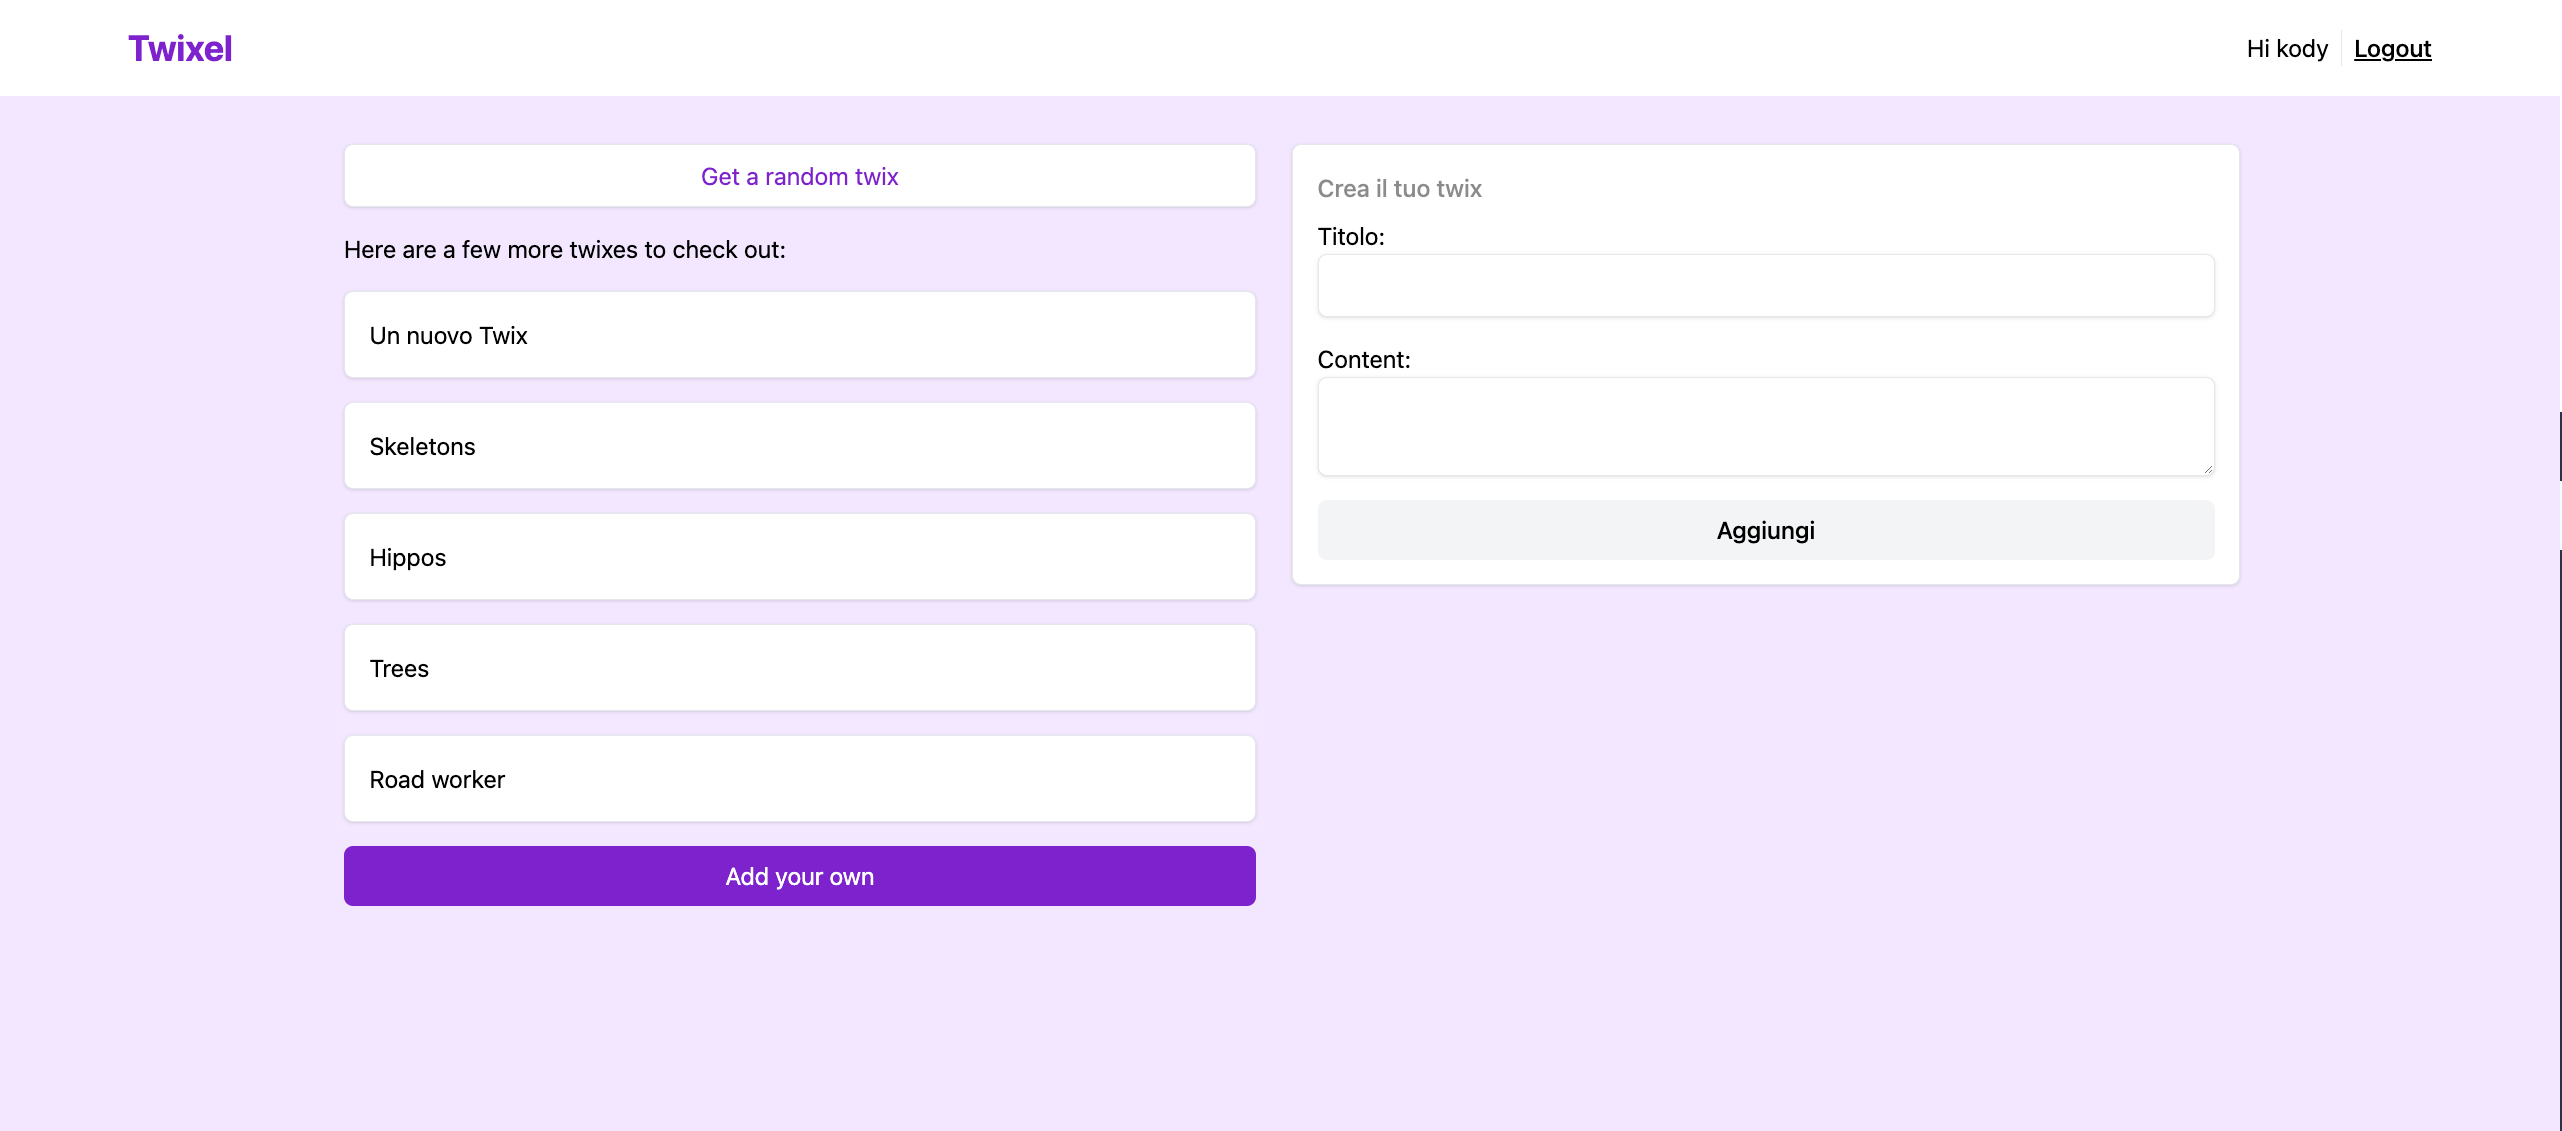 Twixel
Hi kody
Logout
Get a random twix
Here are a few more twixes to check out:
Un nuovo Twix
Skeletons
Hippos
Trees
Road worker
Add your own
Crea il tuo twix
Titolo:
Content:
Aggiungi